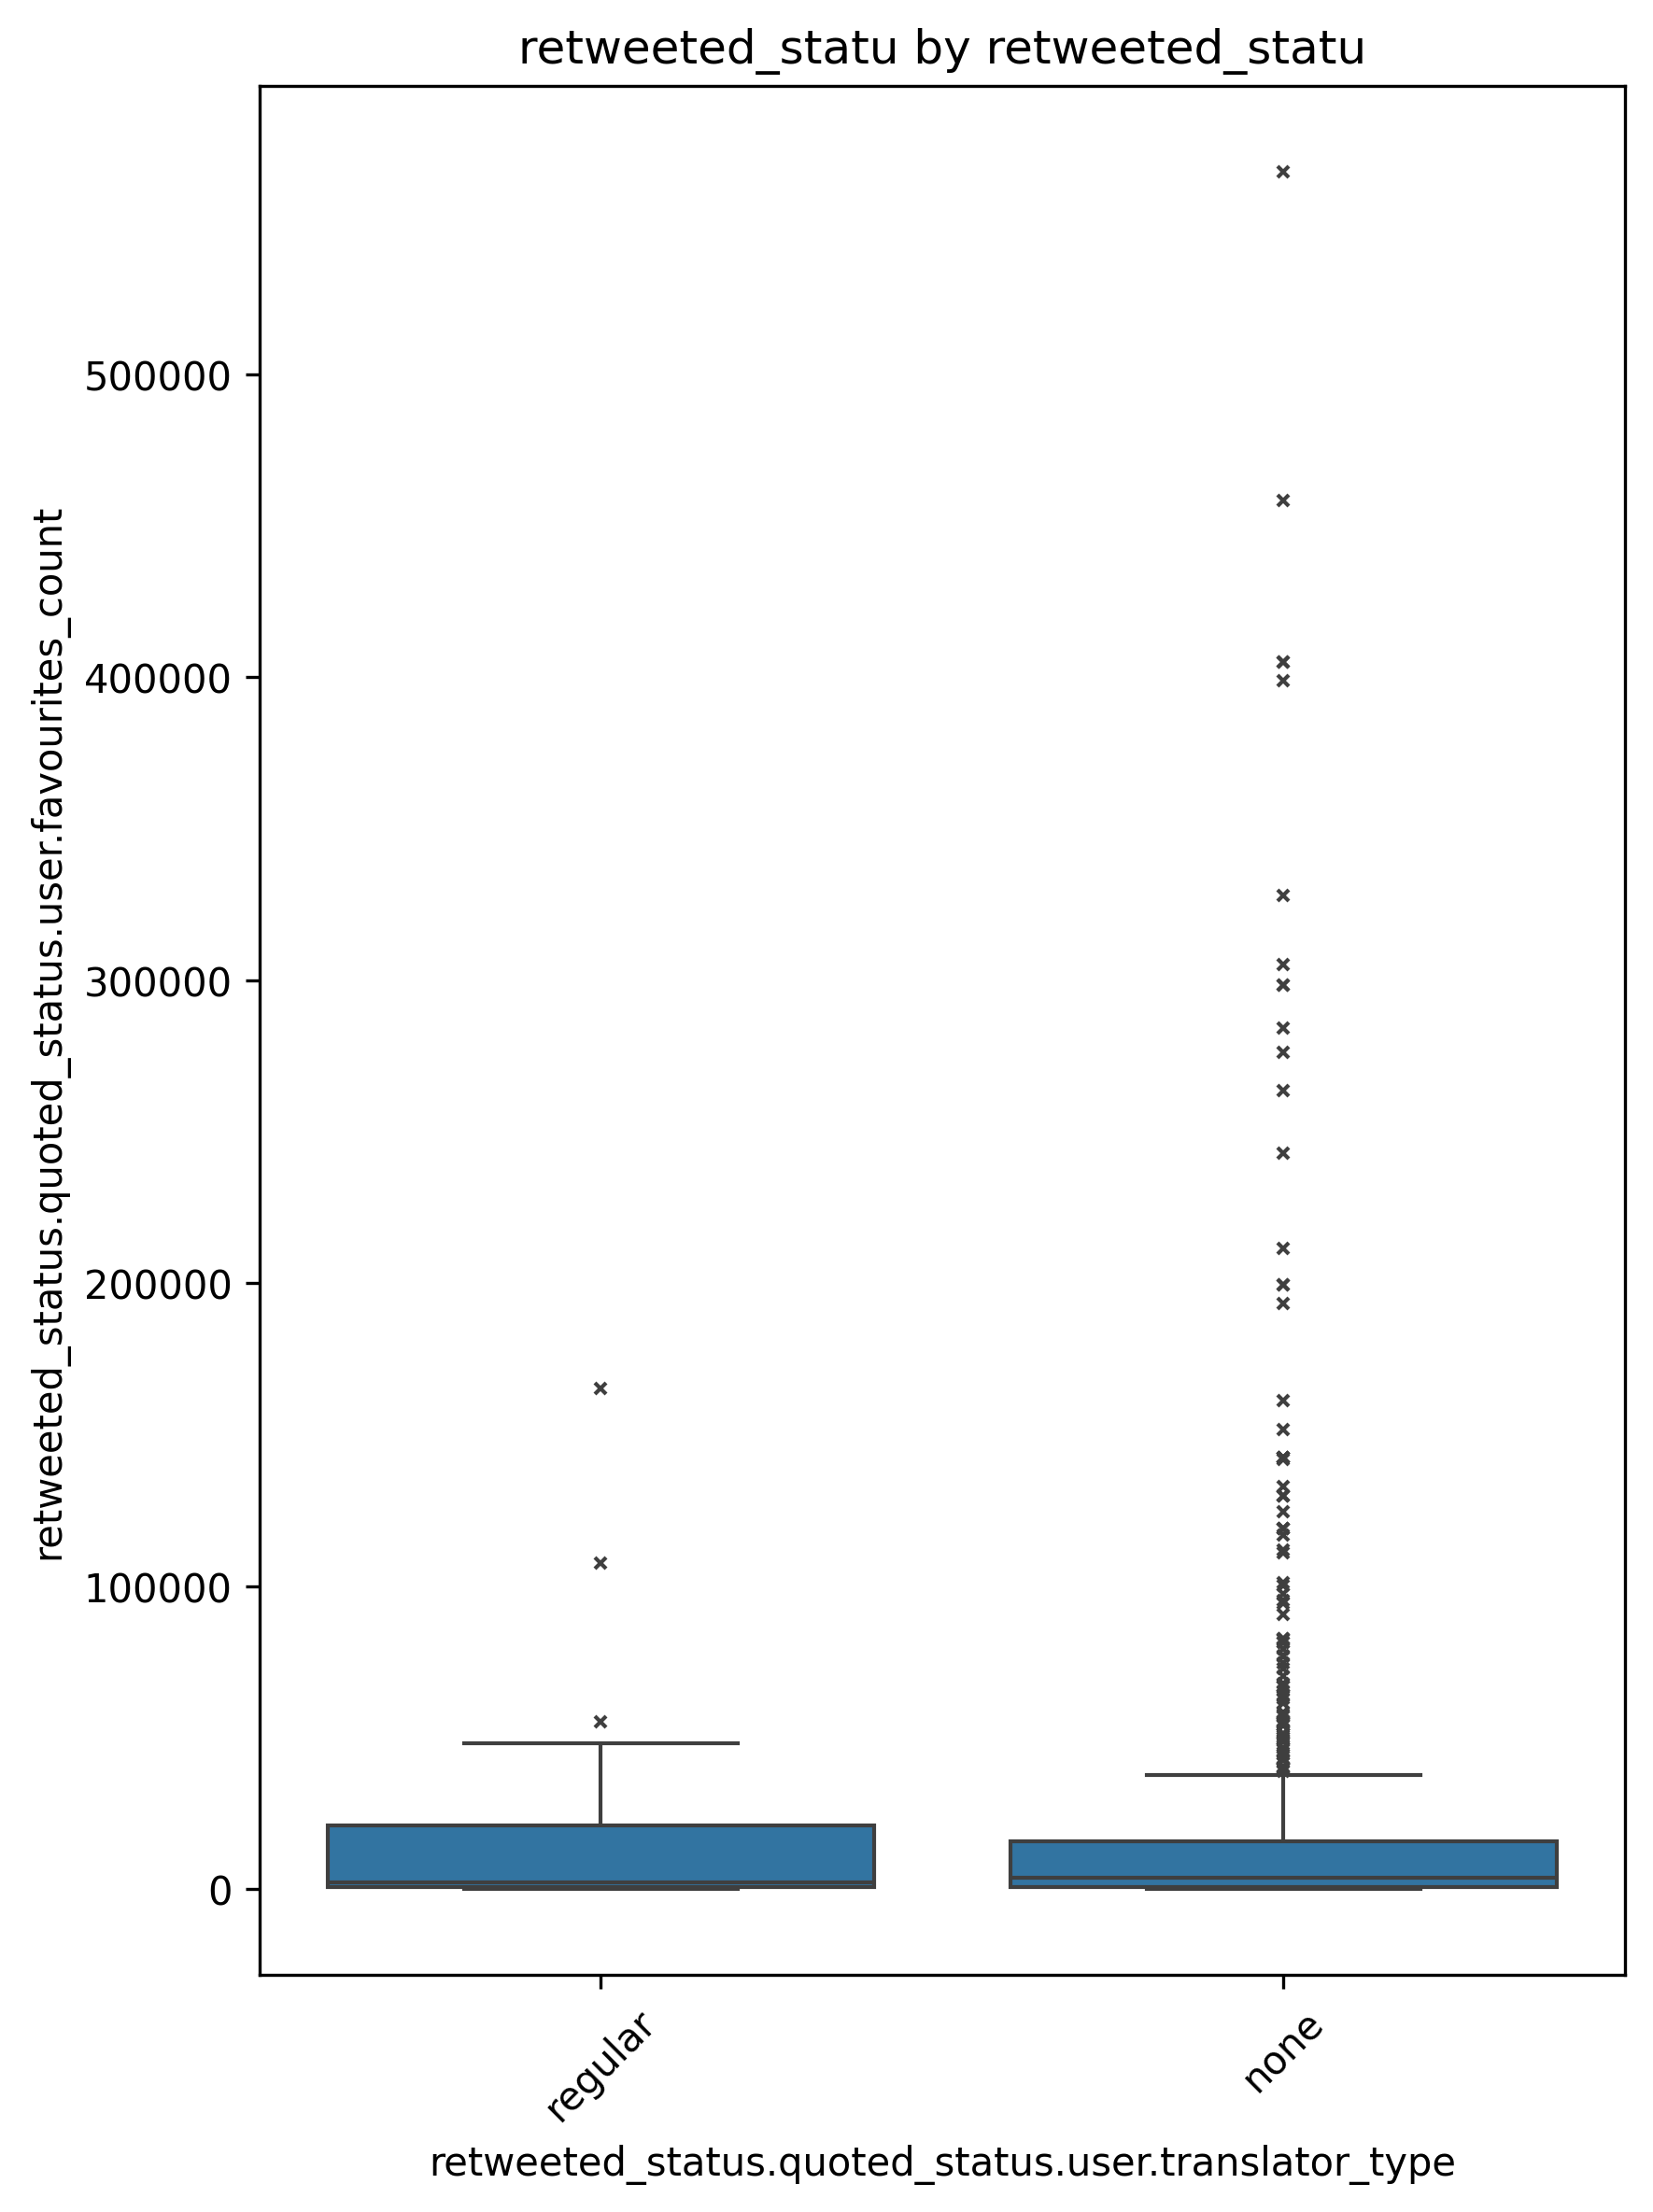 retweeted_statu by retweeted_statu
retweeted_status.quoted_status.user.favourites_count
500000
400000
300000
200000
100000
0
regular
none
retweeted_status.quoted_status.user.translator_type